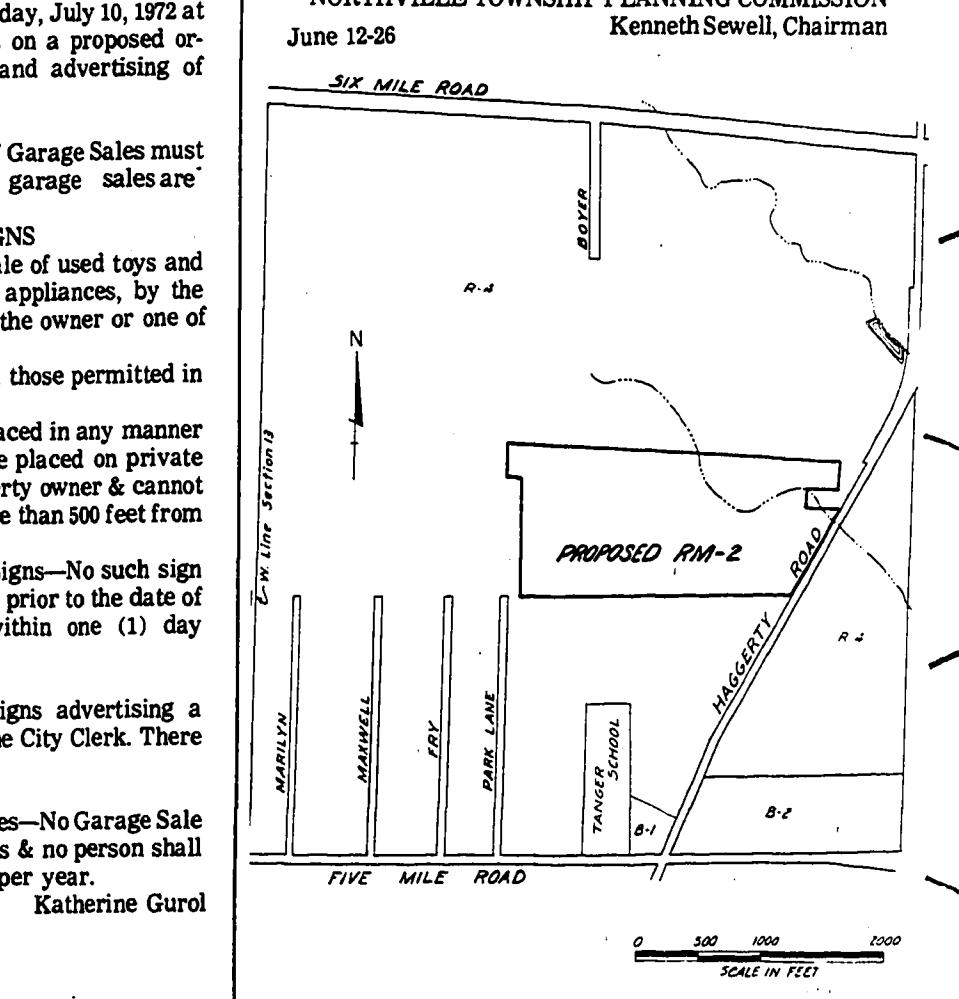 day, July 10, 1972 at
on a proposed or-
and advertising of
Garage Sales must
garage sales are
GNS
le of used toys and
appliances, by the
the owner or one of
those permitted in
aced in any manner
e placed on private
erty owner & cannot
e than 500 feet from
igns—No such sign
prior to the date of
vithin one (1) day
igns advertising a
e City Clerk. There
es—No Garage Sale
s & no person shall
per year.
Katherine Gurol
NORTHVILLE TOWNSHIP PLANNING COMMISSION
Kenneth Sewell, Chairman
June 12-26
SIX MILE ROAD
BOYER
R-4
N
W. Line Section 13
PROPOSED RM-2
HAGGERTY ROAD
R-4
MARILYN
MAXWELL
FRY
PARK LANE
TANGER
SCHOOL
B-1
B-2
FIVE MILE ROAD
0 500 1000 2000
SCALE IN FEET